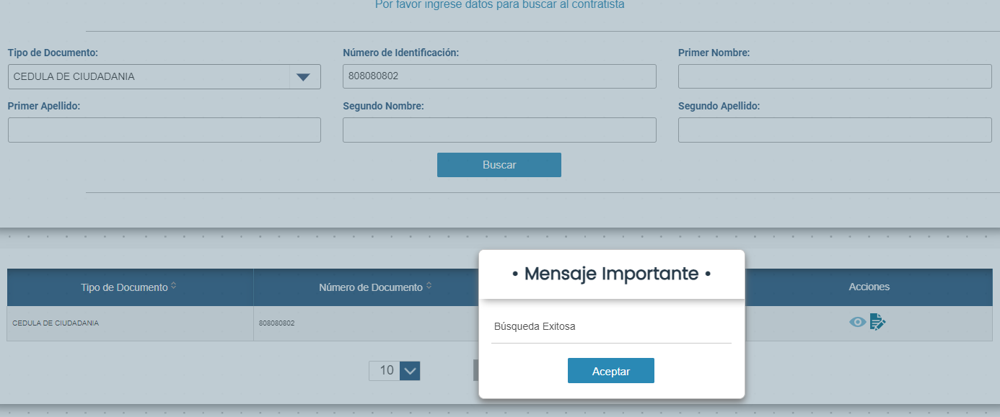 Por favor ingrese datos para buscar al contratista
Tipo de Documento: Número de Identificación: Primer Nombre:
CEDULA DE CIUDADANIA 808080802
Primer Apellido: Segundo Nombre: Segundo Apellido:
Buscar
• Mensaje Importante •
Tipo de Documento Número de Documento Acciones
CEDULA DE CIUDADANIA 808080802
Búsqueda Exitosa
10
Aceptar